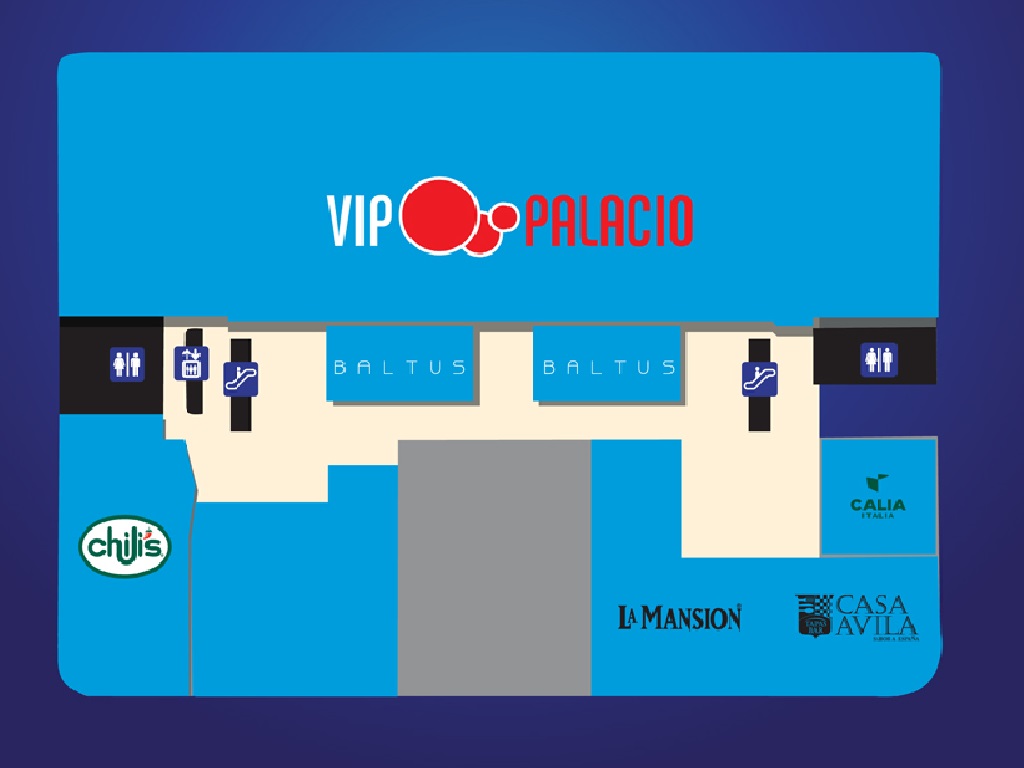 VIP PALACIO
BALTUS BALTUS
chili's
CALIA
ITALIA
LA MANSION
CASA
AVILA